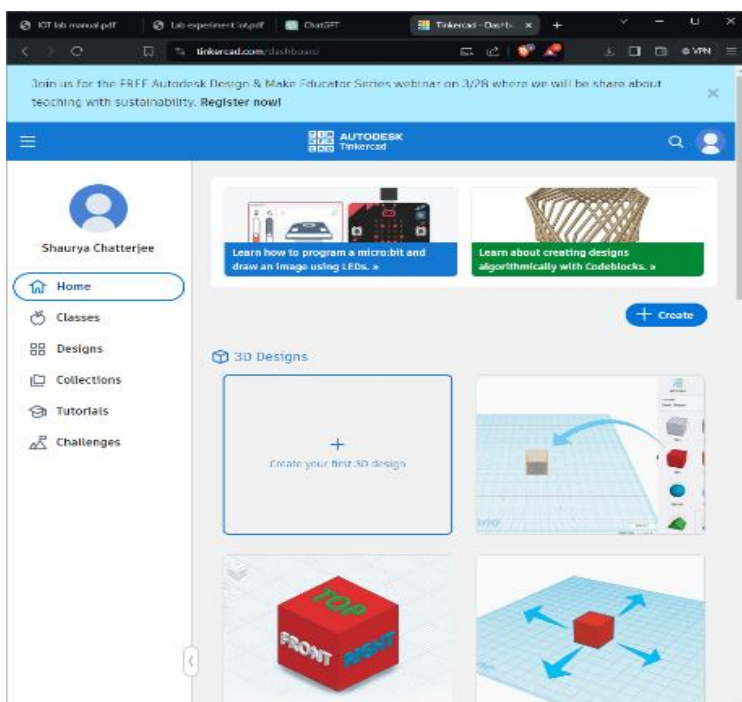 IOT lab manual.pdf
Lab experiment iot.pdf
ChatGPT
Tinkercad - Dashb
tinkercad.com/dashboard
VPN
Join us for the FREE Autodesk Design & Make Educator Series webinar on 3/28 where we will be share about
teaching with sustainability. Register now!
AUTODESK
Tinkercad
Shaurya Chatterjee
Home
Classes
Designs
Collections
Tutorials
Challenges
Learn how to program a micro:bit and
draw an image using LEDs. »
Learn about creating designs
algorithmically with Codeblocks. »
+ Create
3D Designs
+
Create your first 3D design
TOP
FRONT
RIGHT